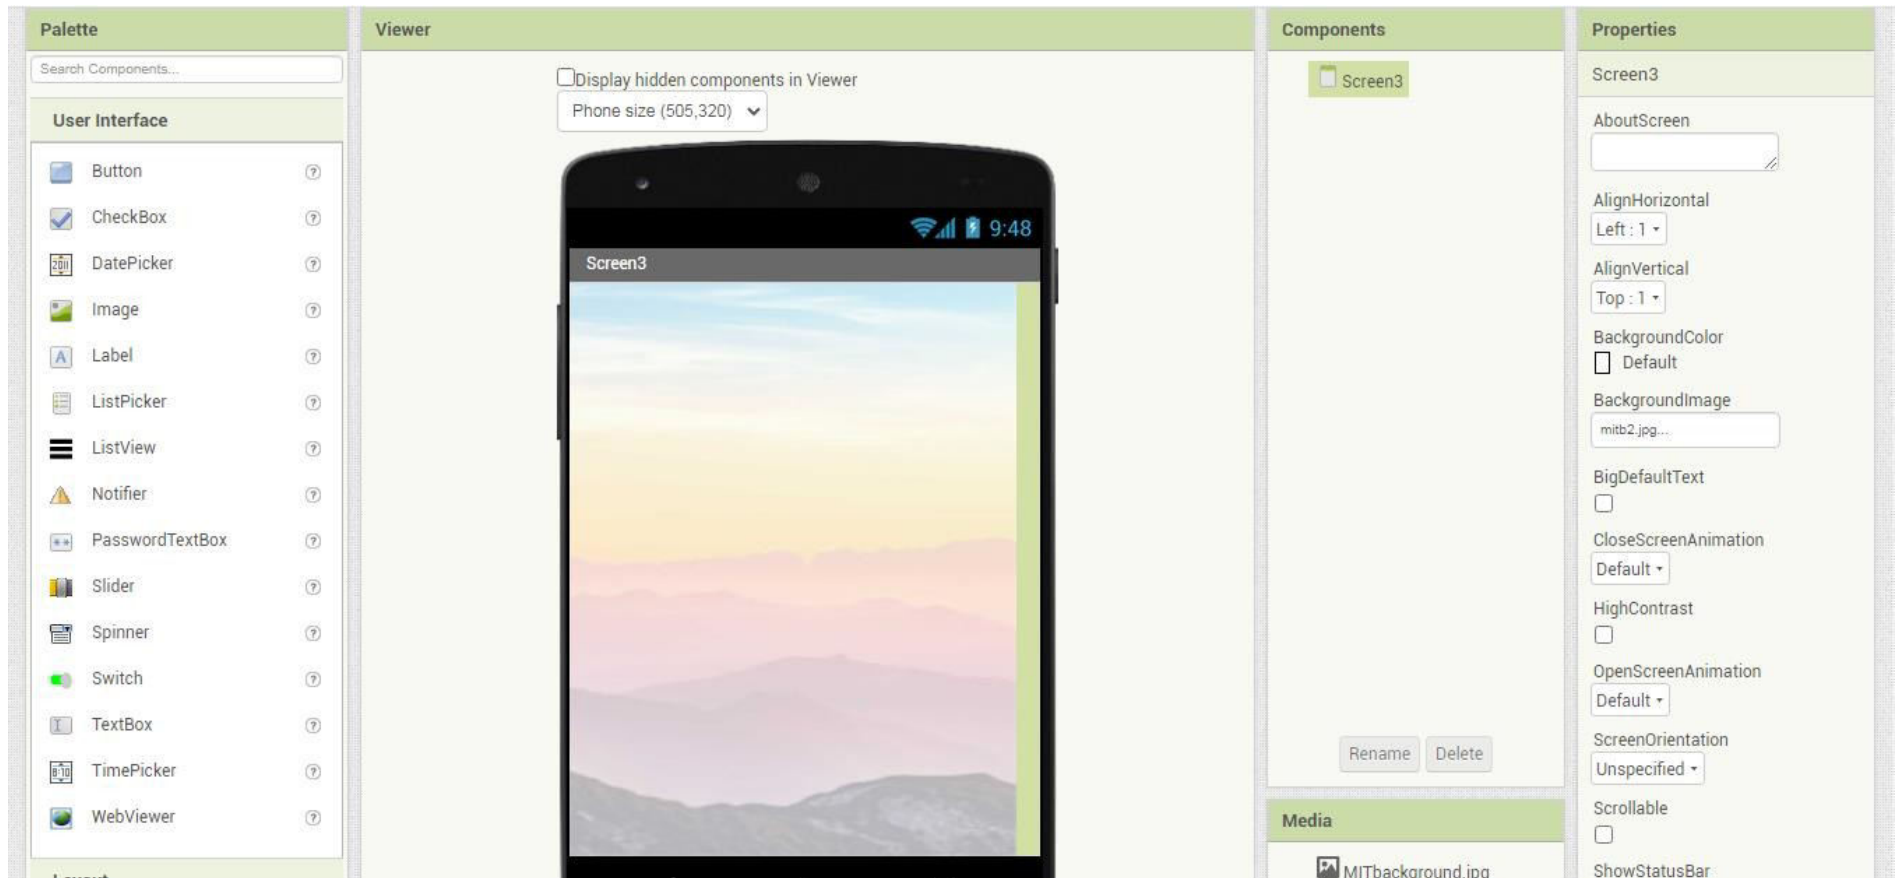 Palette
Search Components...
User Interface
Button
CheckBox
DatePicker
Image
Label
ListPicker
ListView
Notifier
PasswordTextBox
Slider
Spinner
Switch
TextBox
TimePicker
WebViewer
Layout
Viewer
Display hidden components in Viewer
Phone size (505,320)
9:48
Screen3
Components
Screen3
Rename Delete
Media
MITbackground.jpg
Properties
Screen3
AboutScreen
AlignHorizontal
Left : 1
AlignVertical
Top : 1
BackgroundColor
Default
BackgroundImage
mitb2.jpg...
BigDefaultText
CloseScreenAnimation
Default
HighContrast
OpenScreenAnimation
Default
ScreenOrientation
Unspecified
Scrollable
ShowStatusBar